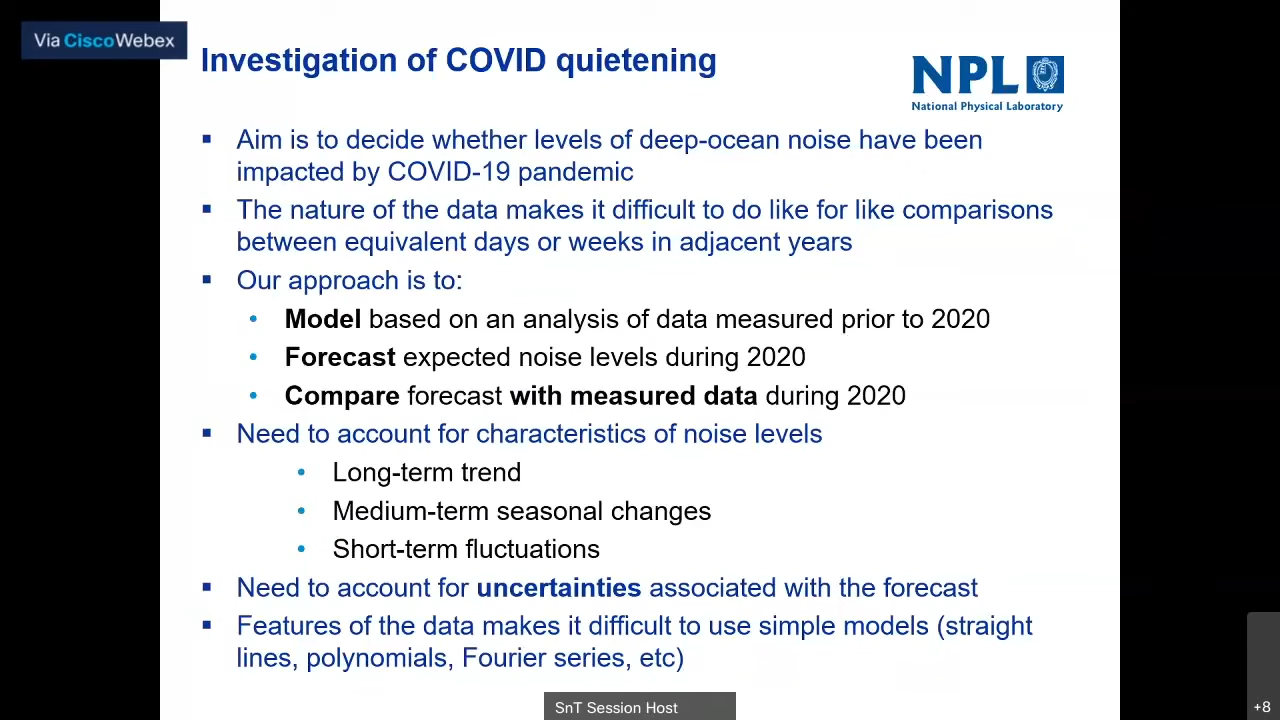 Via CiscoWebex
Investigation of COVID quietening
NPL
National Physical Laboratory
▪ Aim is to decide whether levels of deep-ocean noise have been
impacted by COVID-19 pandemic
▪ The nature of the data makes it difficult to do like for like comparisons
between equivalent days or weeks in adjacent years
▪ Our approach is to:
• Model based on an analysis of data measured prior to 2020
• Forecast expected noise levels during 2020
• Compare forecast with measured data during 2020
▪ Need to account for characteristics of noise levels
• Long-term trend
• Medium-term seasonal changes
• Short-term fluctuations
▪ Need to account for uncertainties associated with the forecast
▪ Features of the data makes it difficult to use simple models (straight
lines, polynomials, Fourier series, etc)
SnT Session Host
+8